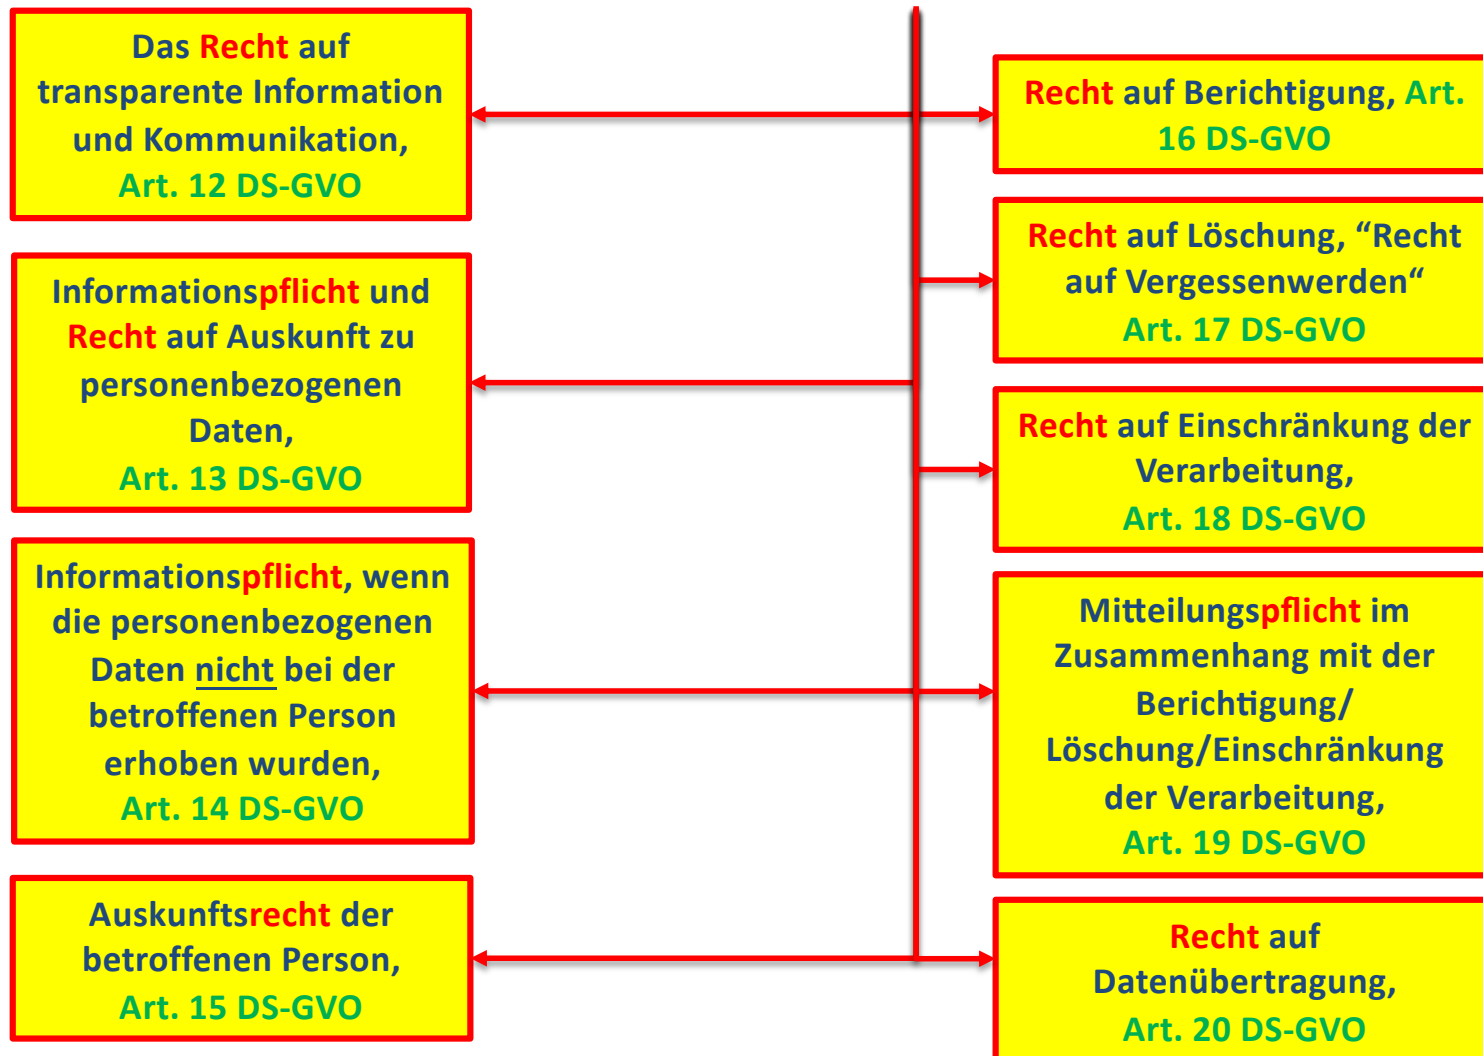 Das Recht auf
transparente Information
und Kommunikation,
Art. 12 DS-GVO
Informationspflicht und
Recht auf Auskunft zu
personenbezogenen
Daten,
Art. 13 DS-GVO
Informationspflicht, wenn
die personenbezogenen
Daten nicht bei der
betroffenen Person
erhoben wurden,
Art. 14 DS-GVO
Auskunftsrecht der
betroffenen Person,
Art. 15 DS-GVO
Recht auf Berichtigung, Art.
16 DS-GVO
Recht auf Löschung, “Recht
auf Vergessenwerden“
Art. 17 DS-GVO
Recht auf Einschränkung der
Verarbeitung,
Art. 18 DS-GVO
Mitteilungspflicht im
Zusammenhang mit der
Berichtigung/
Löschung/Einschränkung
der Verarbeitung,
Art. 19 DS-GVO
Recht auf
Datenübertragung,
Art. 20 DS-GVO